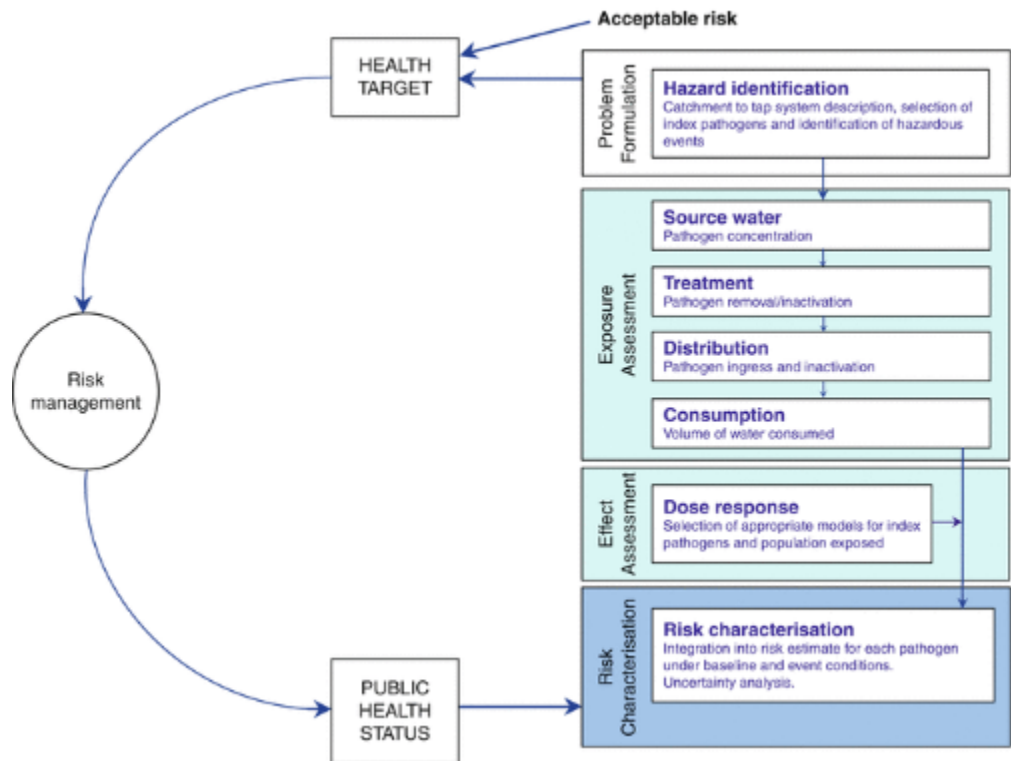 Acceptable risk
HEALTH
TARGET
Risk
management
PUBLIC
HEALTH
STATUS
Problem
Formulation
Hazard identification
Catchment to tap system description, selection of
index pathogens and identification of hazardous
events
Exposure
Assessment
Source water
Pathogen concentration
Treatment
Pathogen removal/inactivation
Distribution
Pathogen ingress and inactivation
Consumption
Volume of water consumed
Effect
Assessment
Dose response
Selection of appropriate models for index
pathogens and population exposed
Risk
Characterisation
Risk characterisation
Integration into risk estimate for each pathogen
under baseline and event conditions.
Uncertainty analysis.